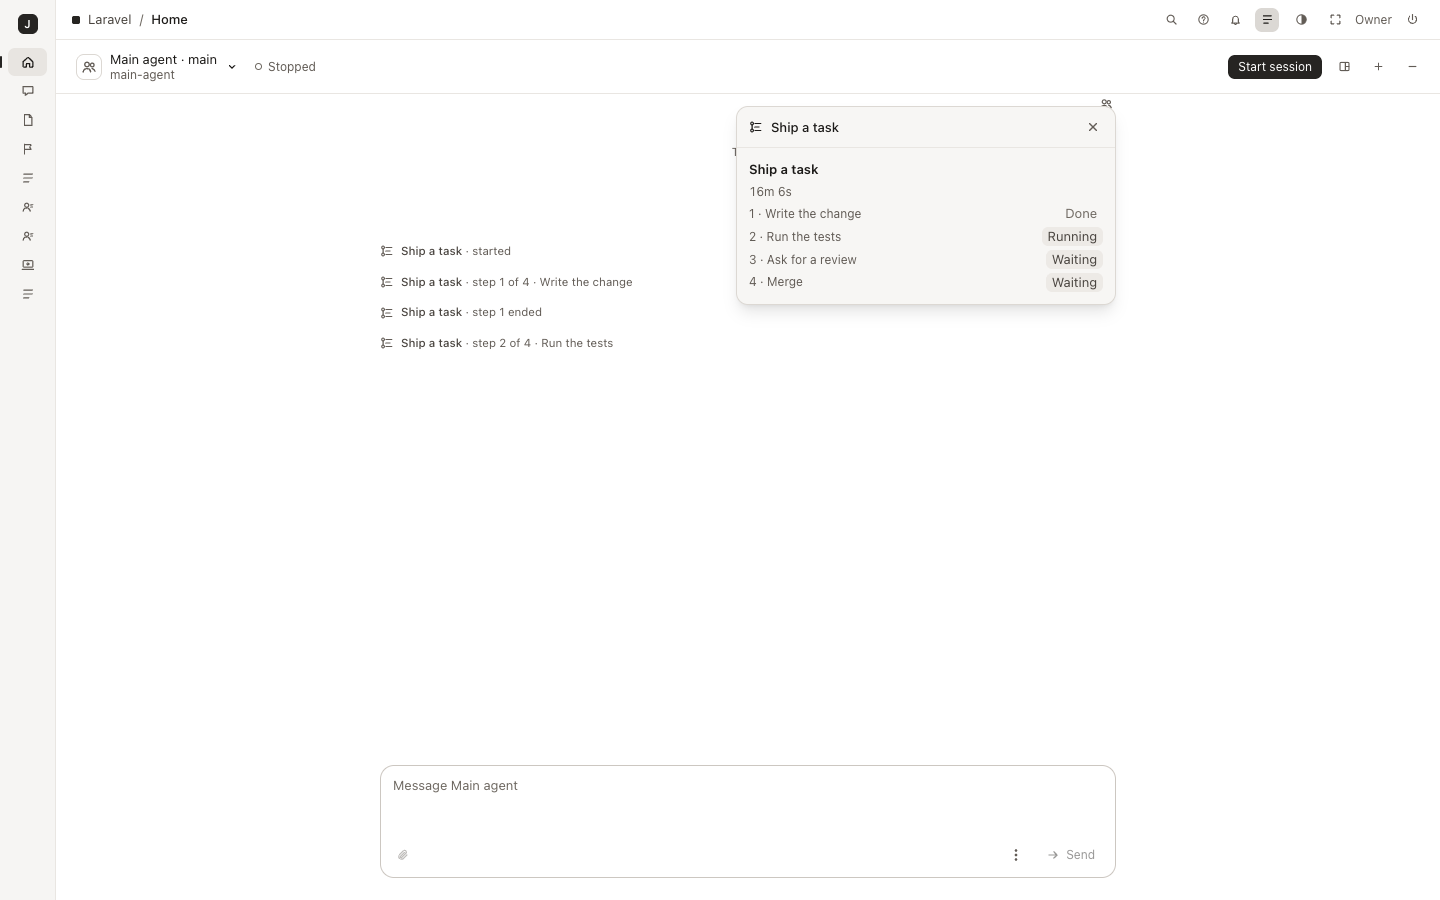 J
Laravel / Home
Owner
Main agent · main
main-agent
Stopped
Start session
Ship a task
Ship a task
16m 6s
1 · Write the change Done
2 · Run the tests Running
3 · Ask for a review Waiting
4 · Merge Waiting
Ship a task · started
Ship a task · step 1 of 4 · Write the change
Ship a task · step 1 ended
Ship a task · step 2 of 4 · Run the tests
Message Main agent
Send